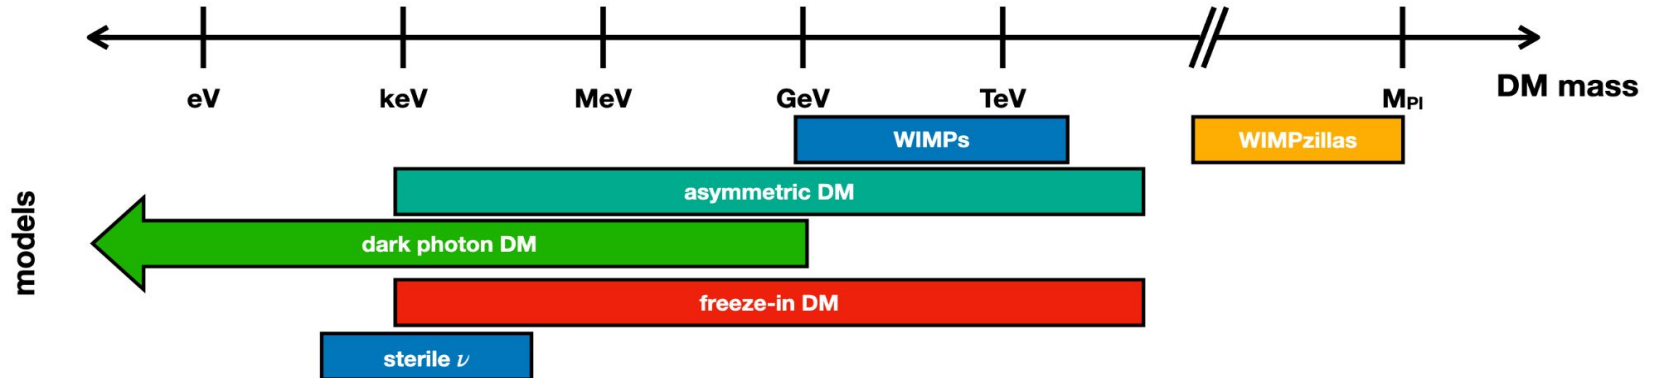 eV keV MeV GeV TeV MPl DM mass
WIMPs WIMPzillas
asymmetric DM
models
dark photon DM
freeze-in DM
sterile ν